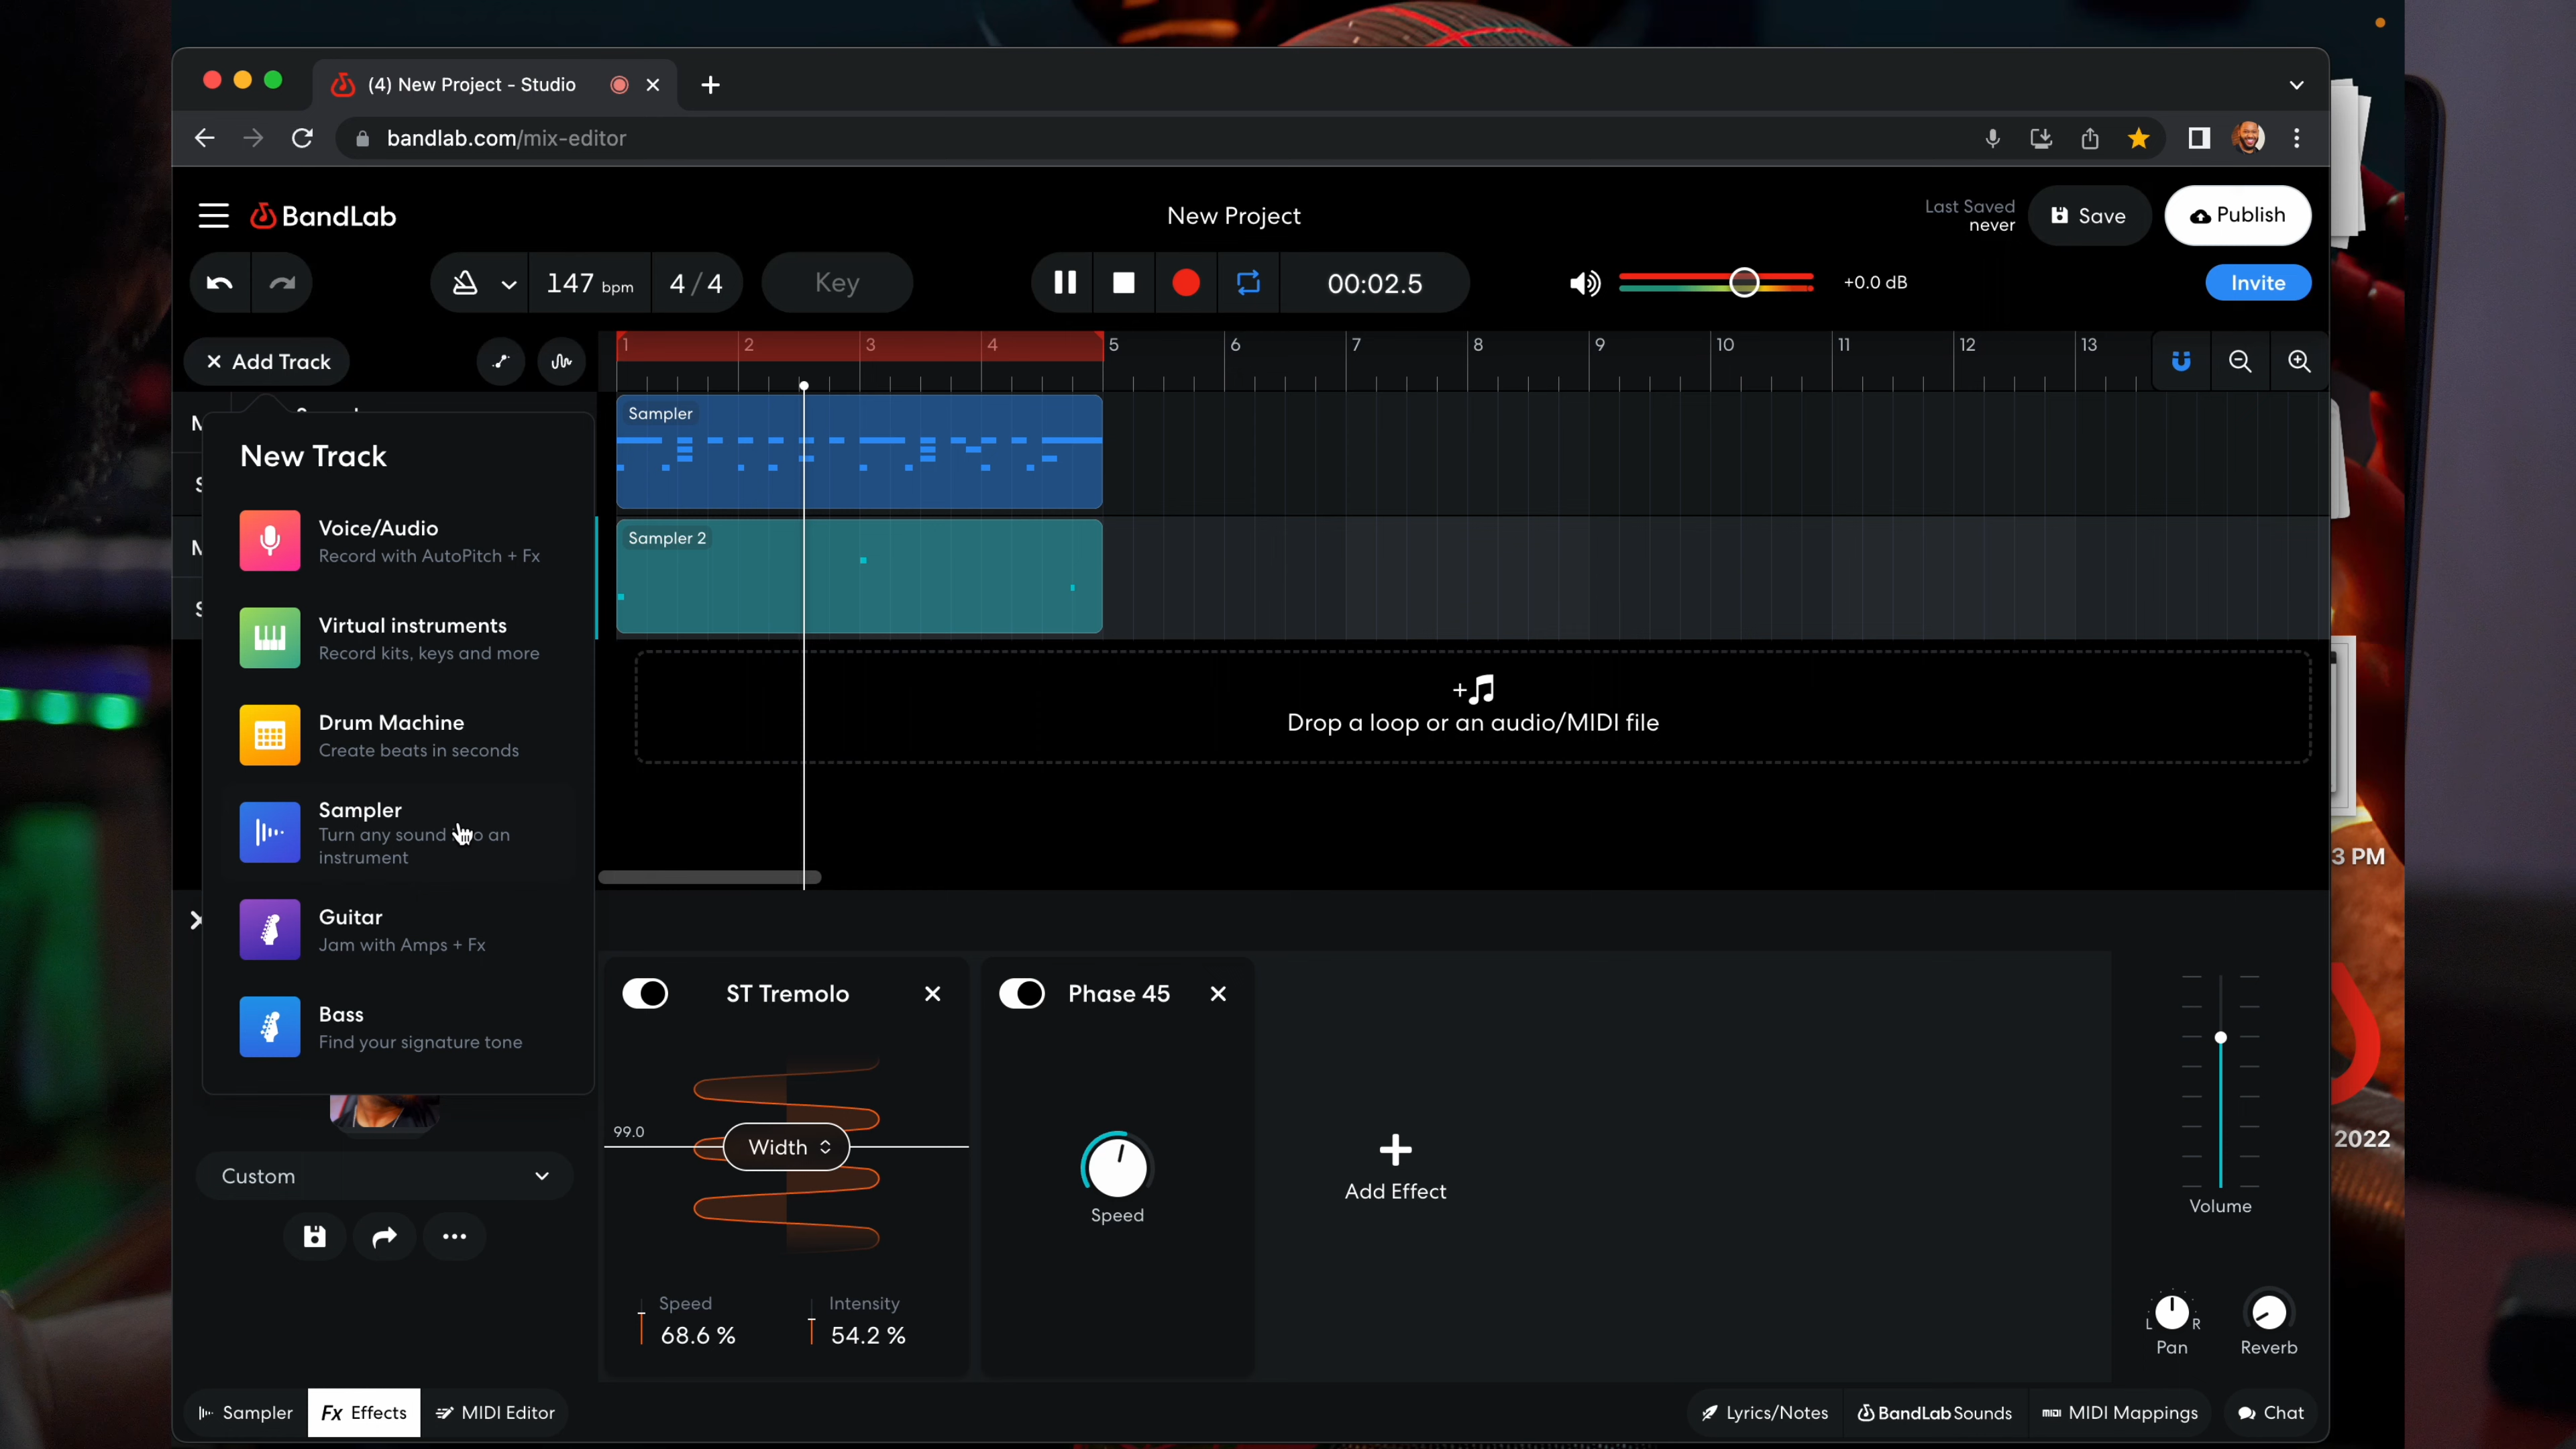 (4) New Project - Studio
bandlab.com/mix-editor
BandLab
New Project
Last Saved
never
Save
Publish
147 bpm
4 / 4
Key
00:02.5
+0.0 dB
Invite
Add Track
1 2 3 4 5 6 7 8 9 10 11 12 13
Sampler
Sampler 2
New Track
Voice/Audio
Record with AutoPitch + Fx
Virtual instruments
Record kits, keys and more
Drum Machine
Create beats in seconds
Sampler
Turn any sound o an
instrument
Guitar
Jam with Amps + Fx
Bass
Find your signature tone
Drop a loop or an audio/MIDI file
3 PM
2022
ST Tremolo
Phase 45
99.0
Width
Speed
68.6 %
Intensity
54.2 %
Speed
Add Effect
Volume
L R
Pan
Reverb
Custom
Sampler
Fx Effects
MIDI Editor
Lyrics/Notes
BandLab Sounds
MIDI Mappings
Chat